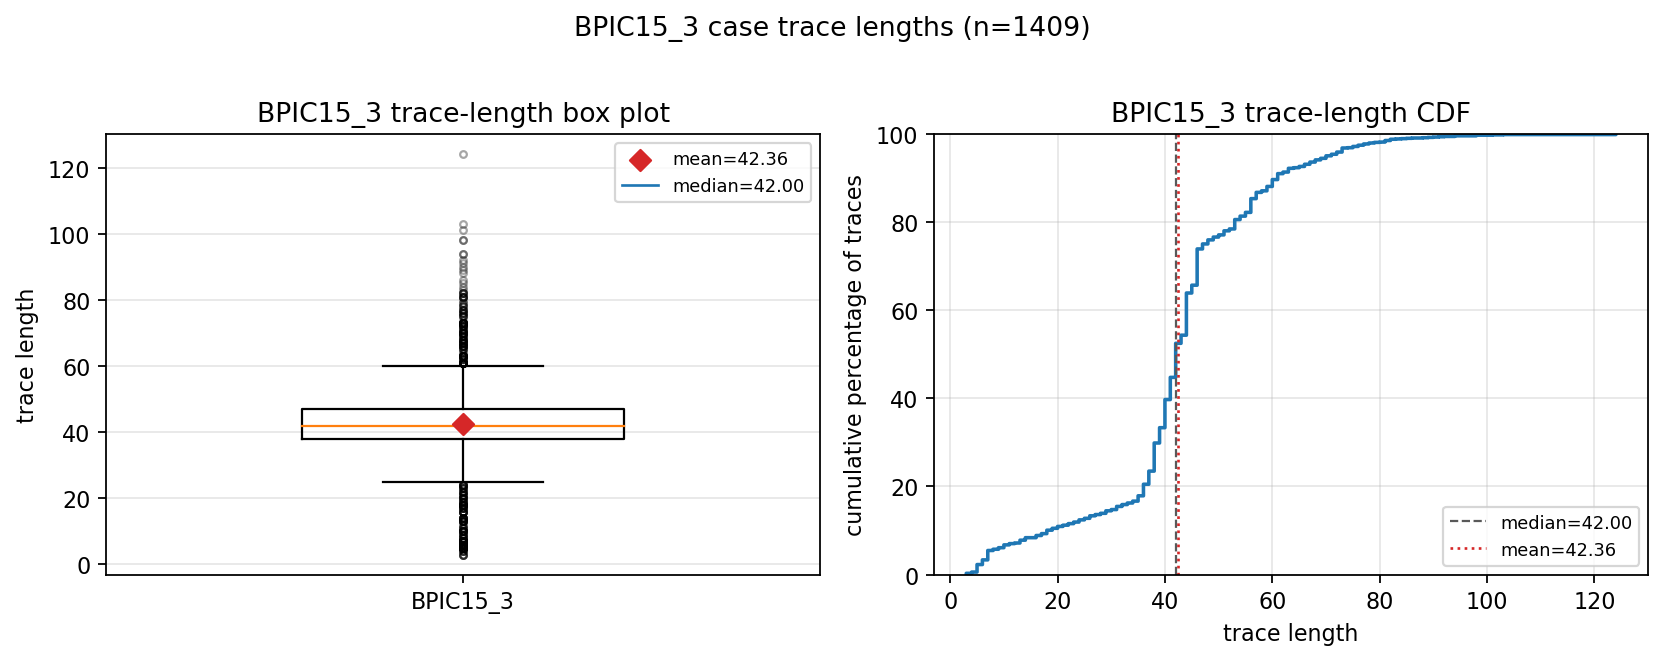 BPIC15_3 case trace lengths (n=1409)
BPIC15_3 trace-length box plot
trace length
120
100
80
60
40
20
0
mean=42.36
median=42.00
BPIC15_3
BPIC15_3 trace-length CDF
cumulative percentage of traces
100
80
60
40
20
0
median=42.00
mean=42.36
0 20 40 60 80 100 120
trace length